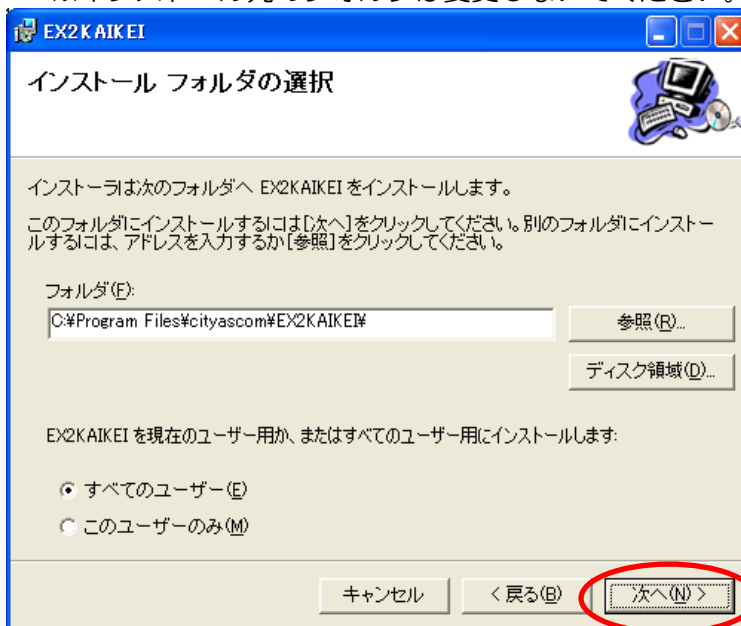 EX2KAIKEI
インストール フォルダの選択
インストーラは次のフォルダへ EX2KAIKEI をインストールします。
このフォルダにインストールするには[次へ]をクリックしてください。別のフォルダにインストー
ルするには、アドレスを入力するか[参照]をクリックしてください。
フォルダ(F):
C:¥Program Files¥cityascom¥EX2KAIKEI¥
参照(R)...
ディスク領域(D)...
EX2KAIKEI を現在のユーザー用か、またはすべてのユーザー用にインストールします:
すべてのユーザー(E)
このユーザーのみ(M)
キャンセル
< 戻る(B)
次へ(N) >